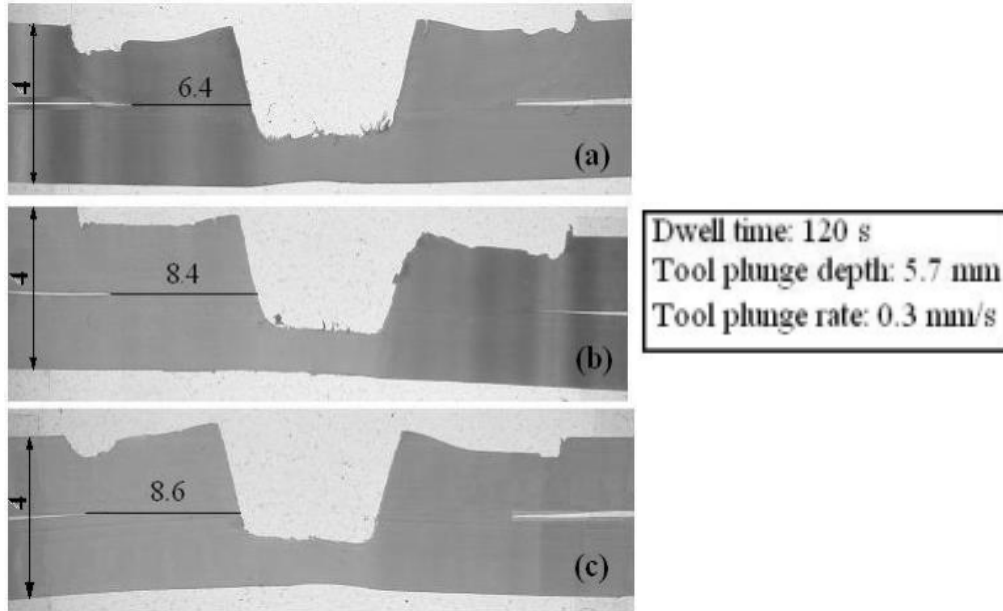 4
6.4
(a)
4
8.4
(b)
4
8.6
(c)
Dwell time: 120 s
Tool plunge depth: 5.7 mm
Tool plunge rate: 0.3 mm/s